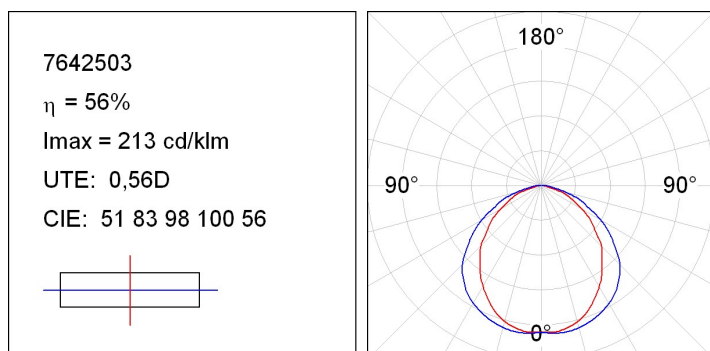 7642503
η = 56%
Imax = 213 cd/klm
UTE: 0,56D
CIE: 51 83 98 100 56
180°
90° 90°
0°